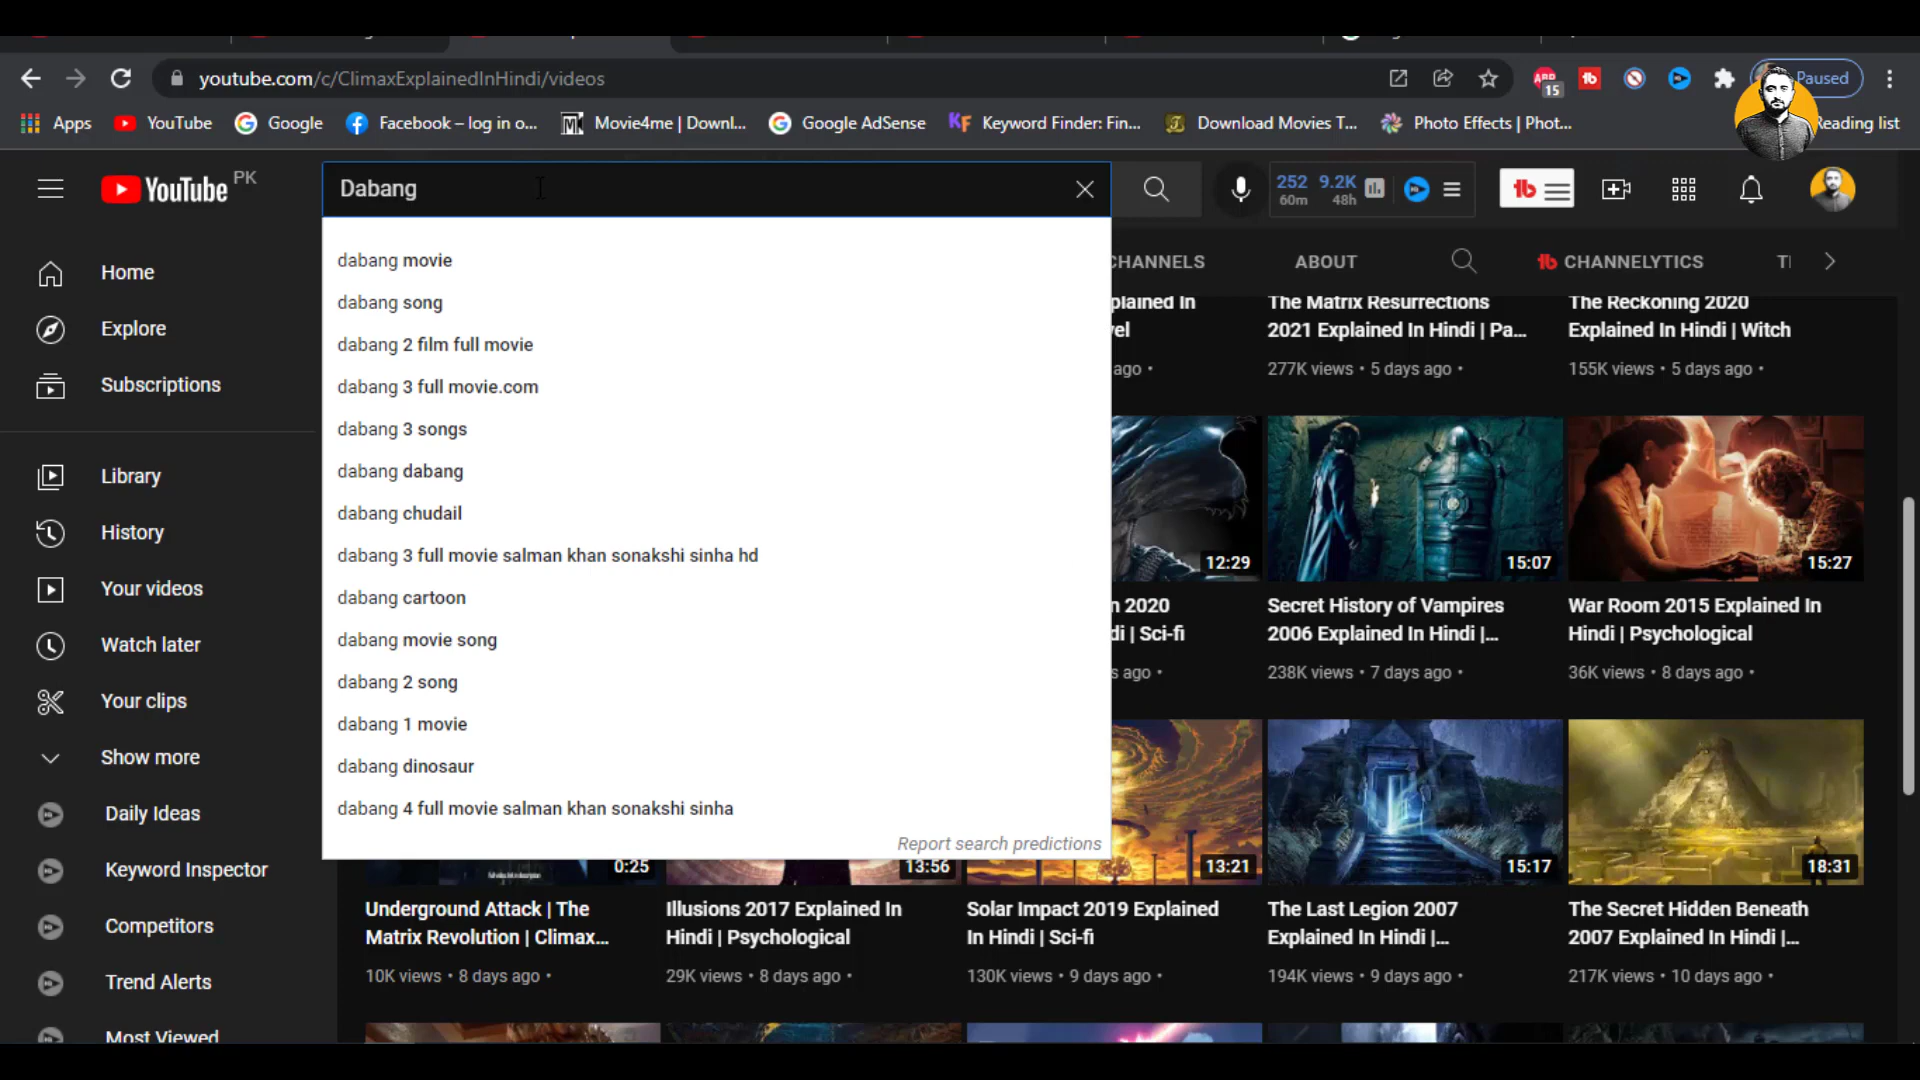 youtube.com/c/ClimaxExplainedInHindi/videos
15
Paused
Apps
YouTube
Google
Facebook – log in o...
Movie4me | Downl...
Google AdSense
Keyword Finder: Fin...
Download Movies T...
Photo Effects | Phot...
Reading list
YouTube PK
Dabang
252 60m
9.2K 48h
Home
Explore
Subscriptions
Library
History
Your videos
Watch later
Your clips
Show more
Daily Ideas
Keyword Inspector
Competitors
Trend Alerts
Most Viewed
dabang movie
dabang song
dabang 2 film full movie
dabang 3 full movie.com
dabang 3 songs
dabang dabang
dabang chudail
dabang 3 full movie salman khan sonakshi sinha hd
dabang cartoon
dabang movie song
dabang 2 song
dabang 1 movie
dabang dinosaur
dabang 4 full movie salman khan sonakshi sinha
Report search predictions
CHANNELS
ABOUT
CHANNELYTICS
plained In
ago •
The Matrix Resurrections
2021 Explained In Hindi | Pa...
277K views • 5 days ago •
The Reckoning 2020
Explained In Hindi | Witch
155K views • 5 days ago •
12:29
15:07
15:27
2020
| Sci-fi
ago •
Secret History of Vampires
2006 Explained In Hindi |...
238K views • 7 days ago •
War Room 2015 Explained In
Hindi | Psychological
36K views • 8 days ago •
0:25
13:56
13:21
15:17
18:31
Underground Attack | The
Matrix Revolution | Climax...
10K views • 8 days ago •
Illusions 2017 Explained In
Hindi | Psychological
29K views • 8 days ago •
Solar Impact 2019 Explained
In Hindi | Sci-fi
130K views • 9 days ago •
The Last Legion 2007
Explained In Hindi |...
194K views • 9 days ago •
The Secret Hidden Beneath
2007 Explained In Hindi |...
217K views • 10 days ago •